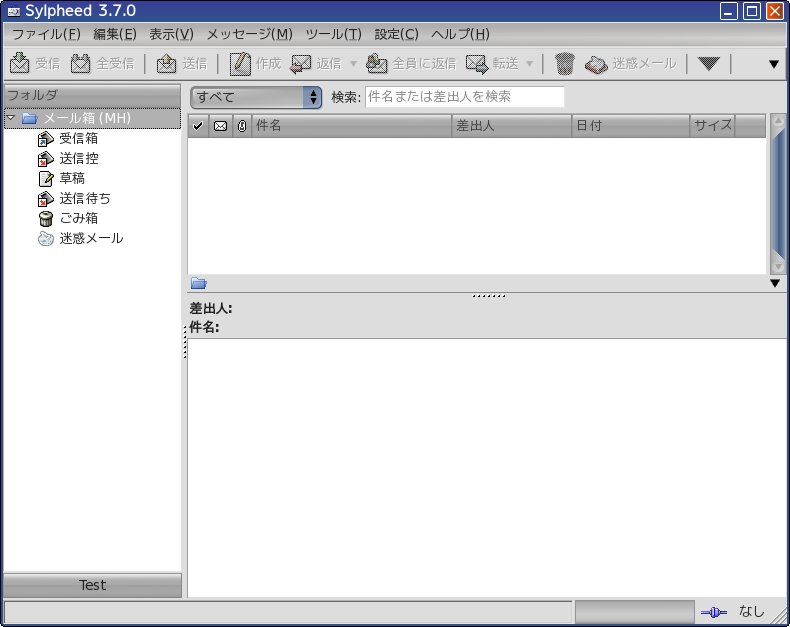 Sylpheed 3.7.0
ファイル(F) 編集(E) 表示(V) メッセージ(M) ツール(T) 設定(C) ヘルプ(H)
受信 全受信 送信 作成 返信 全員に返信 転送 迷惑メール
フォルダ
すべて 検索: 件名または差出人を検索
件名 差出人 日付 サイズ
メール箱 (MH)
受信箱
送信控
草稿
送信待ち
ごみ箱
迷惑メール
差出人:
件名:
Test
なし